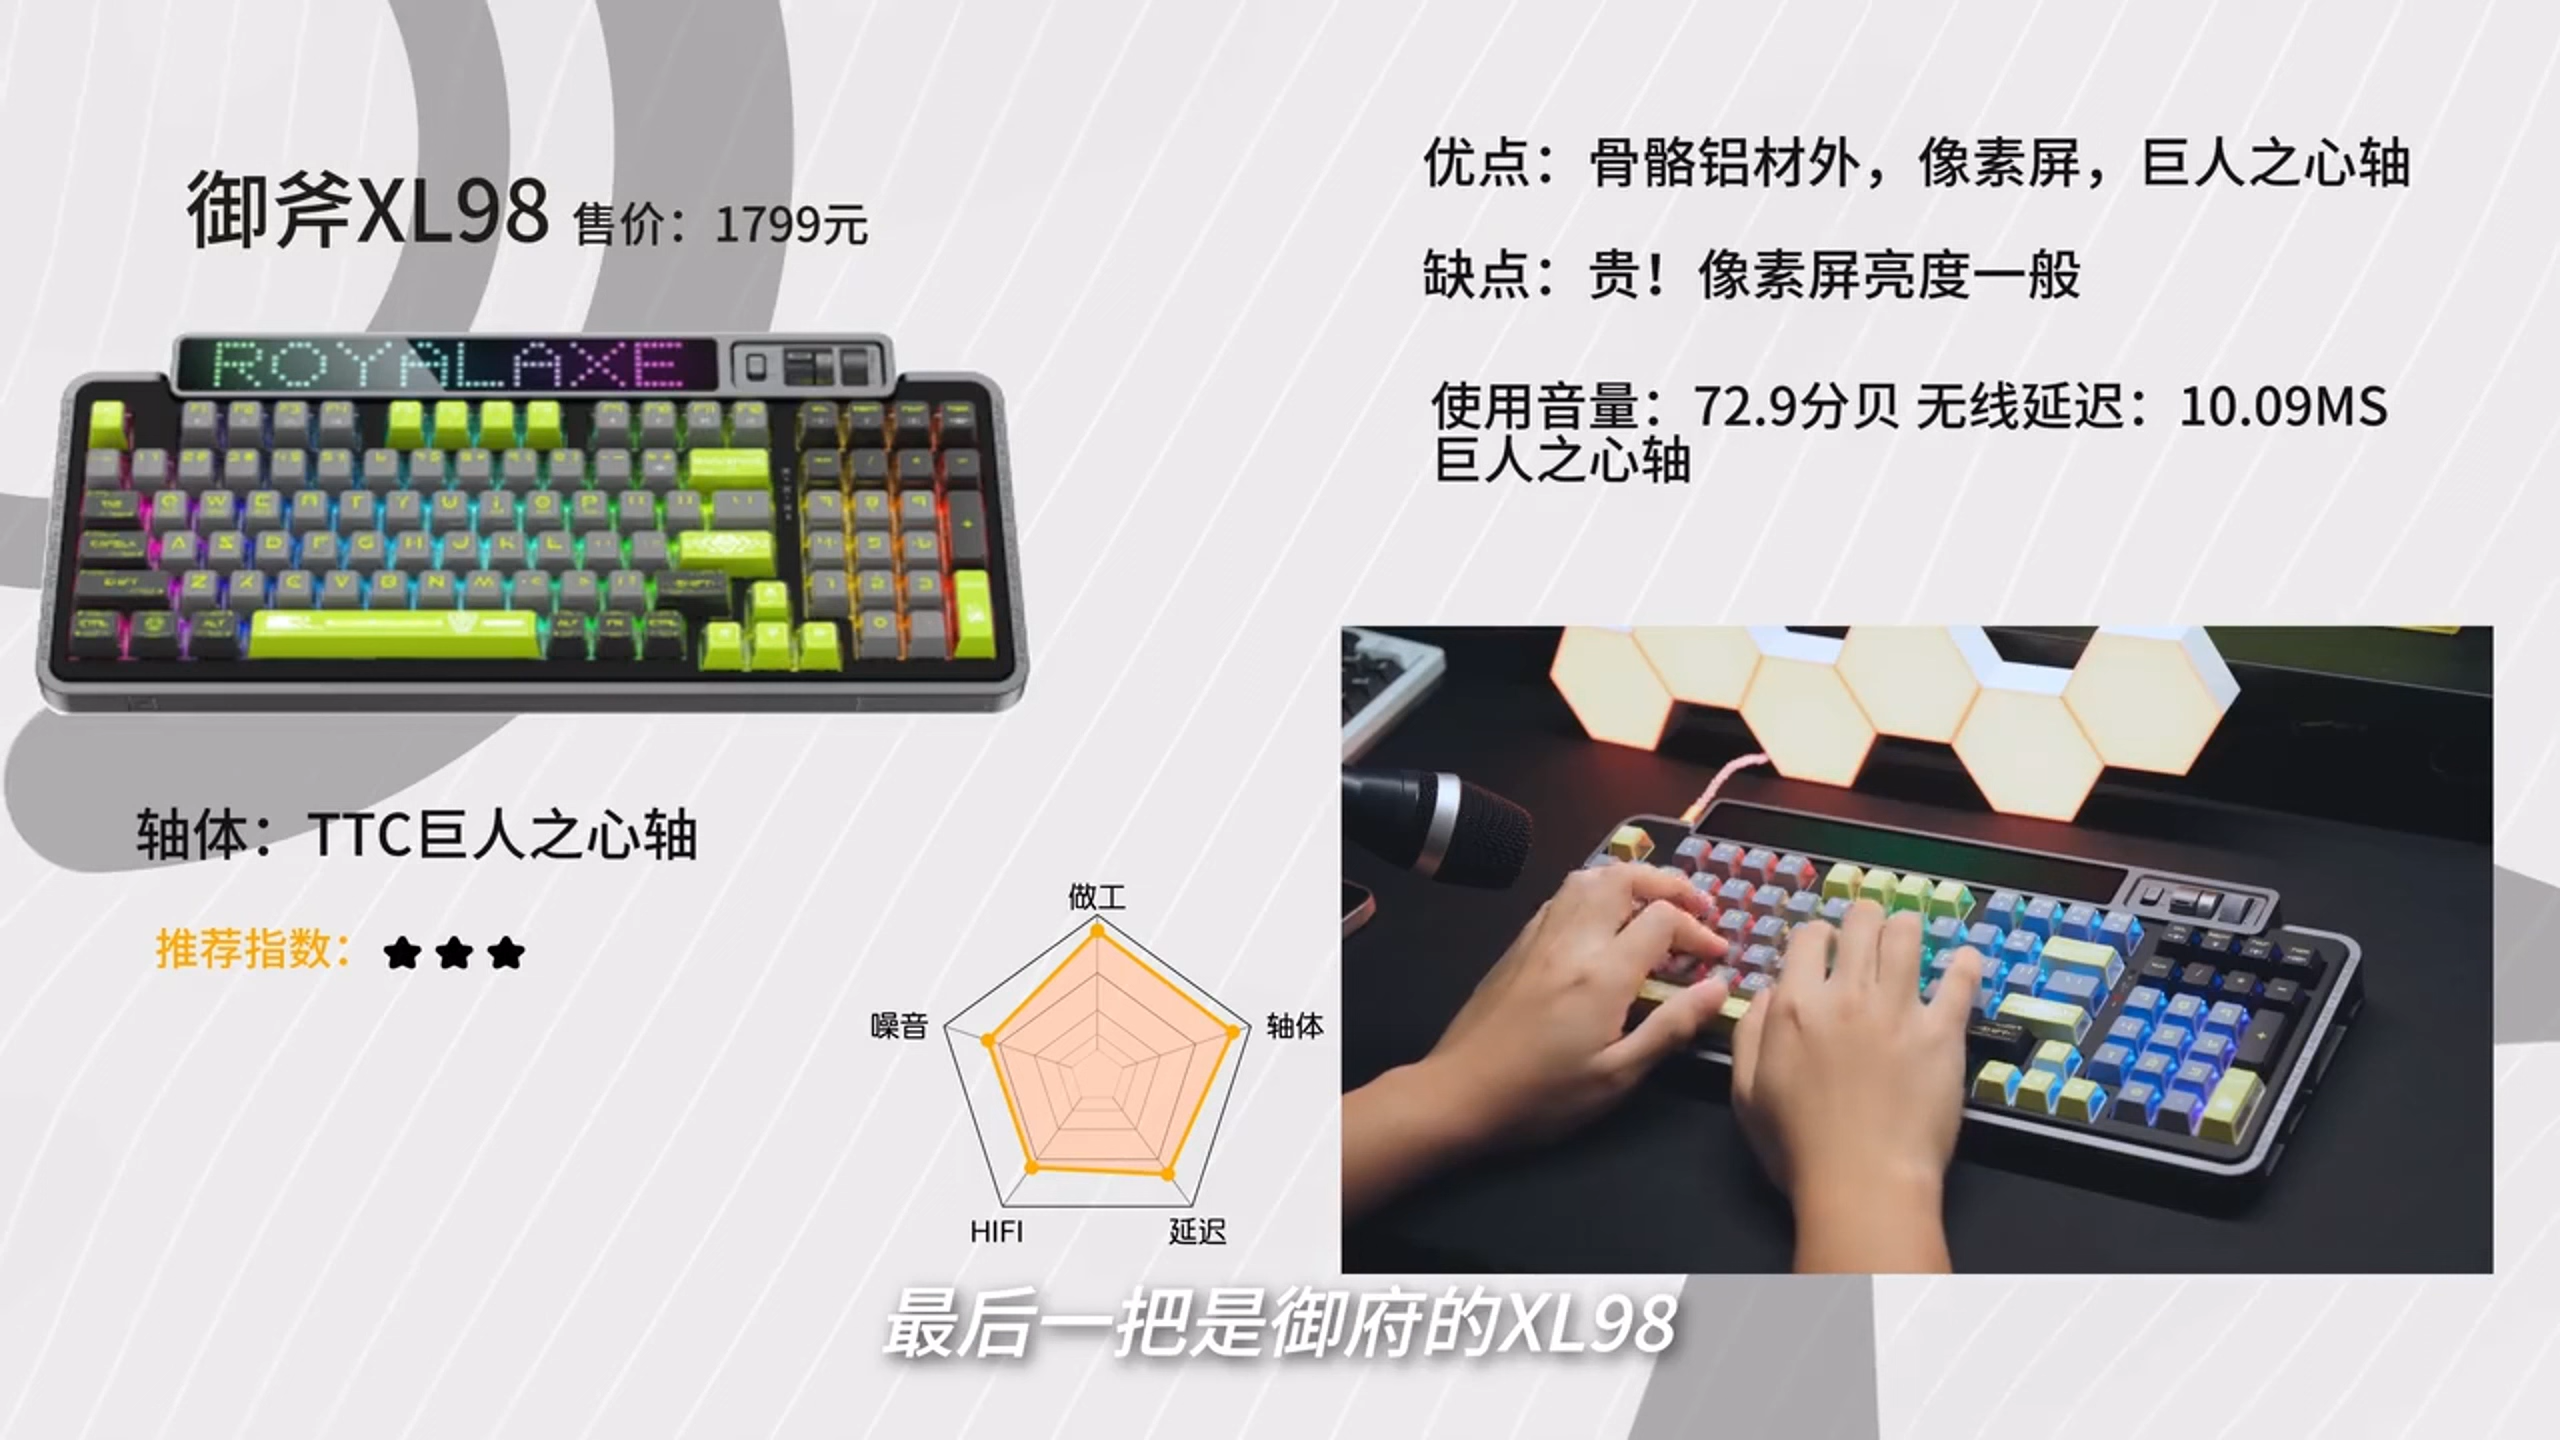 御斧XL98 售价：1799元
ROYALAXE
轴体：TTC巨人之心轴
推荐指数：
优点：骨骼铝材外，像素屏，巨人之心轴
缺点：贵！像素屏亮度一般
使用音量：72.9分贝 无线延迟：10.09MS
巨人之心轴
做工
噪音
轴体
HIFI
延迟
最后一把是御府的XL98